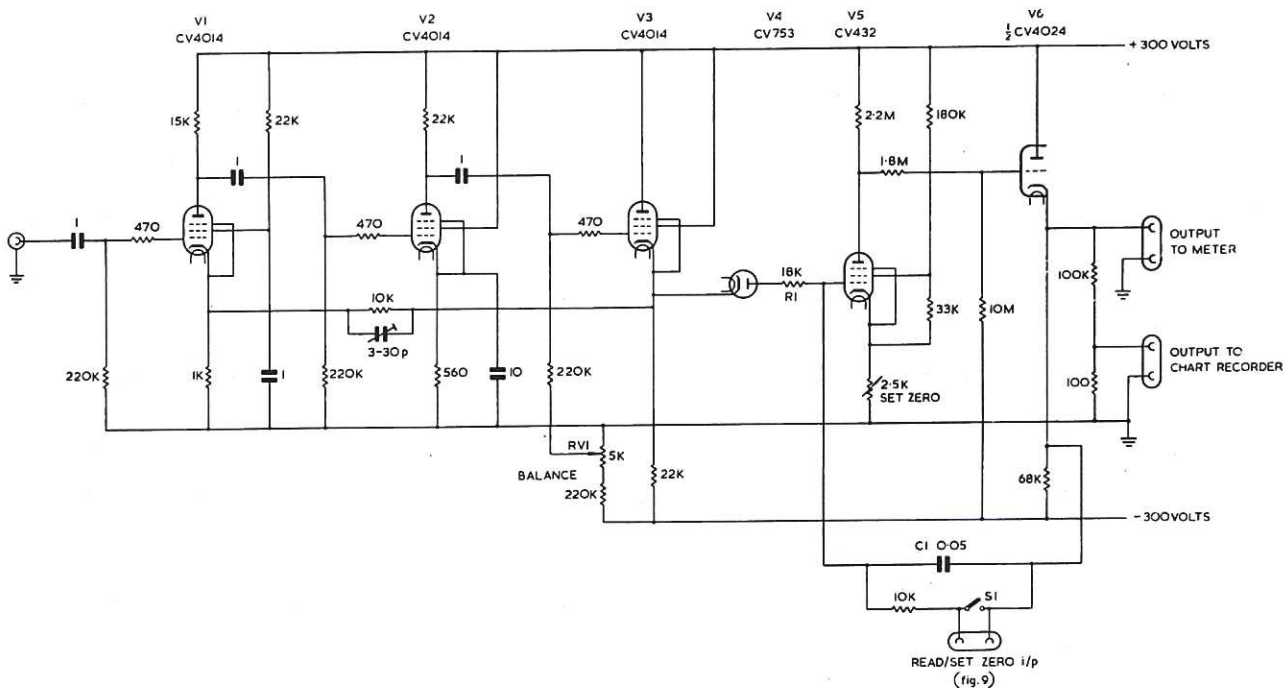 V1
CV4014
V2
CV4014
V3
CV4014
V4
CV753
V5
CV432
V6
½ CV4024
+ 300 VOLTS
15K
22K
22K
2·2M
180K
1
1
1·8M
1
470
470
470
18K
R1
10K
3-30p
33K
10M
OUTPUT
TO METER
100K
OUTPUT TO
CHART RECORDER
100
220K
1K
1
220K
560
10
220K
2·5K
SET ZERO
RV1
5K
BALANCE
220K
22K
68K
- 300 VOLTS
C1 0·05
10K
S1
READ/SET ZERO i/p
(fig. 9)